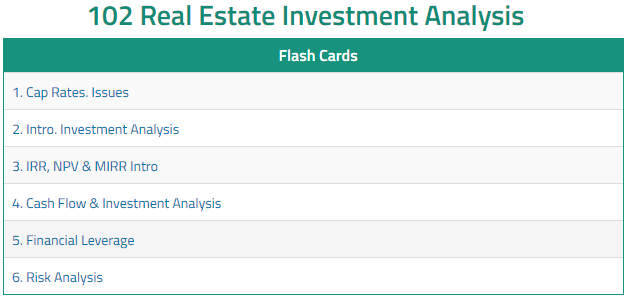 102 Real Estate Investment Analysis
Flash Cards
1. Cap Rates. Issues
2. Intro. Investment Analysis
3. IRR, NPV & MIRR Intro
4. Cash Flow & Investment Analysis
5. Financial Leverage
6. Risk Analysis